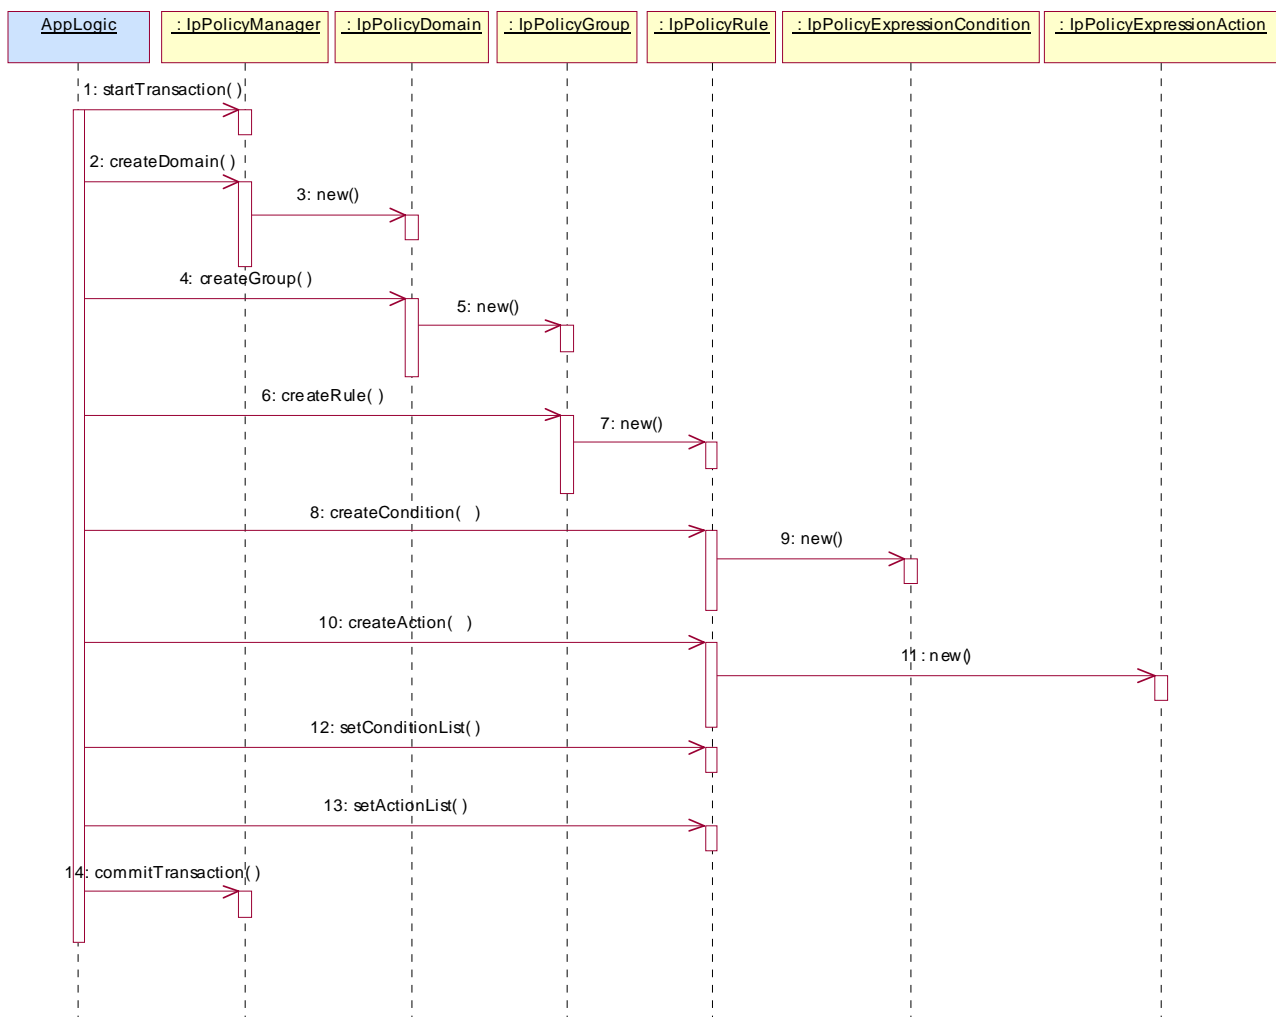 AppLogic
: IpPolicyManager
: IpPolicyDomain
: IpPolicyGroup
: IpPolicyRule
: IpPolicyExpressionCondition
: IpPolicyExpressionAction
1: startTransaction( )
2: createDomain( )
3: new()
4: createGroup( )
5: new()
6: createRule( )
7: new()
8: createCondition( )
9: new()
10: createAction( )
11: new()
12: setConditionList( )
13: setActionList( )
14: commitTransaction( )